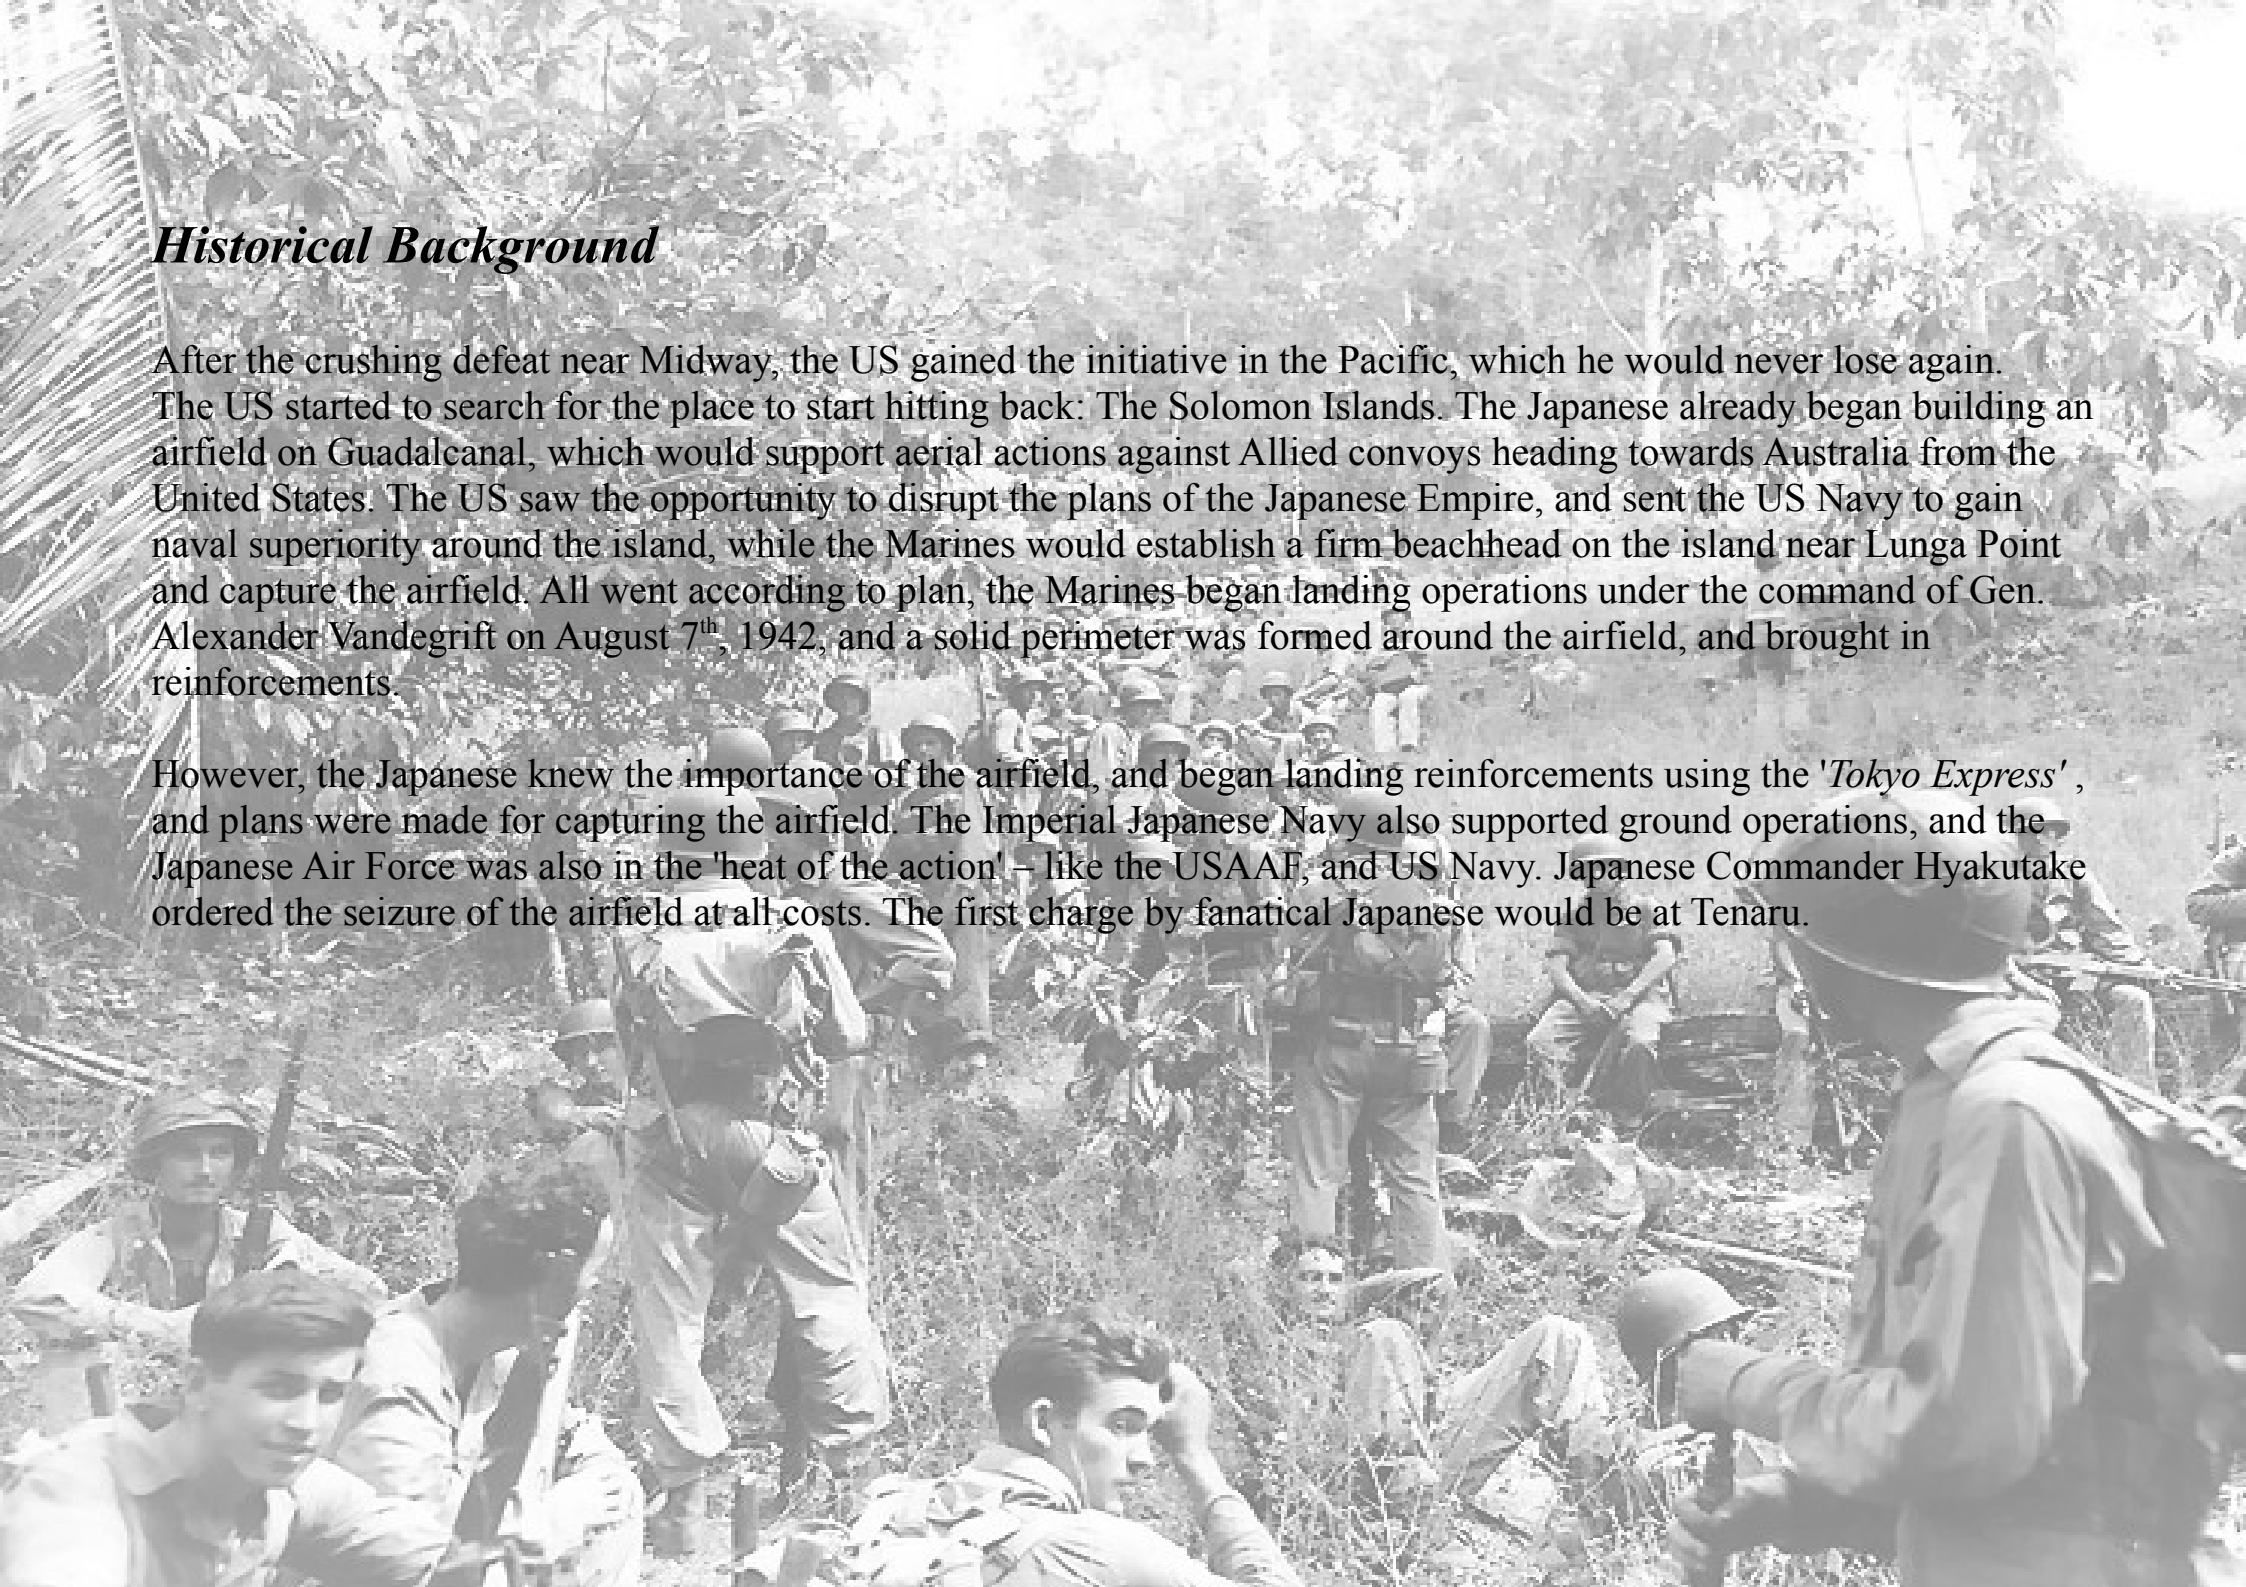 Historical Background
After the crushing defeat near Midway, the US gained the initiative in the Pacific, which he would never lose again.
The US started to search for the place to start hitting back: The Solomon Islands. The Japanese already began building an
airfield on Guadalcanal, which would support aerial actions against Allied convoys heading towards Australia from the
United States. The US saw the opportunity to disrupt the plans of the Japanese Empire, and sent the US Navy to gain
naval superiority around the island, while the Marines would establish a firm beachhead on the island near Lunga Point
and capture the airfield. All went according to plan, the Marines began landing operations under the command of Gen.
Alexander Vandegrift on August 7th, 1942, and a solid perimeter was formed around the airfield, and brought in
reinforcements.
However, the Japanese knew the importance of the airfield, and began landing reinforcements using the 'Tokyo Express' ,
and plans were made for capturing the airfield. The Imperial Japanese Navy also supported ground operations, and the
Japanese Air Force was also in the 'heat of the action' – like the USAAF, and US Navy. Japanese Commander Hyakutake
ordered the seizure of the airfield at all costs. The first charge by fanatical Japanese would be at Tenaru.